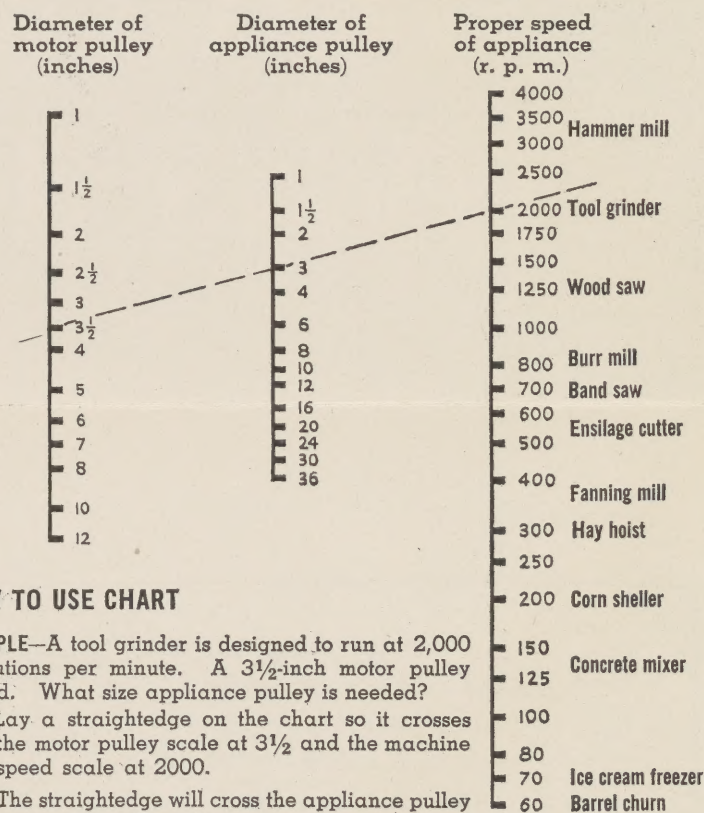 Diameter of
motor pulley
(inches)
1
1½
2
2½
3
3½
4
5
6
7
8
10
12
Diameter of
appliance pulley
(inches)
1
1½
2
3
4
6
8
10
12
16
20
24
30
36
Proper speed
of appliance
(r. p. m.)
4000
3500
Hammer mill
3000
2500
2000 Tool grinder
1750
1500
1250 Wood saw
1000
800 Burr mill
700 Band saw
600
Ensilage cutter
500
400
Fanning mill
300 Hay hoist
250
200 Corn sheller
150
Concrete mixer
125
100
80
70 Ice cream freezer
60 Barrel churn
TO USE CHART
PLE—A tool grinder is designed to run at 2,000
utions per minute. A 3½-inch motor pulley
d. What size appliance pulley is needed?
Lay a straightedge on the chart so it crosses
the motor pulley scale at 3½ and the machine
speed scale at 2000.
The straightedge will cross the appliance pulley